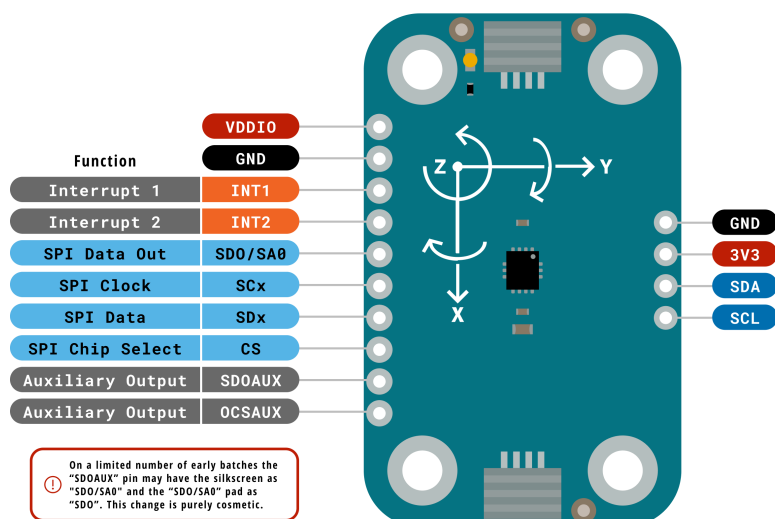 VDDIO
Function GND
Interrupt 1 INT1
Interrupt 2 INT2
SPI Data Out SDO/SA0
SPI Clock SCx
SPI Data SDx
SPI Chip Select CS
Auxiliary Output SDOAUX
Auxiliary Output OCSAUX
Z Y
X
GND
3V3
SDA
SCL
On a limited number of early batches the
"SDOAUX" pin may have the silkscreen as
"SDO/SA0" and the "SDO/SA0" pad as
"SDO". This change is purely cosmetic.